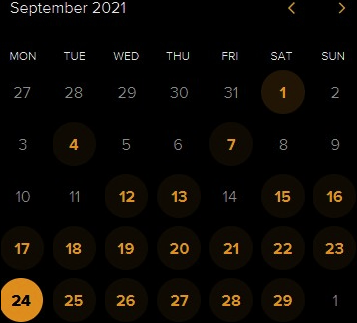 September 2021
MON TUE WED THU FRI SAT SUN
27 28 29 30 31 1 2
3 4 5 6 7 8 9
10 11 12 13 14 15 16
17 18 19 20 21 22 23
24 25 26 27 28 29 1